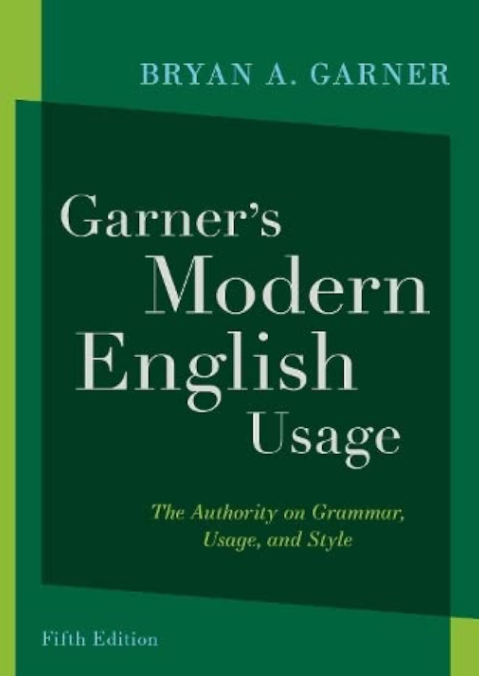 BRYAN A. GARNER
Garner's
Modern
English
Usage
The Authority on Grammar,
Usage, and Style
Fifth Edition